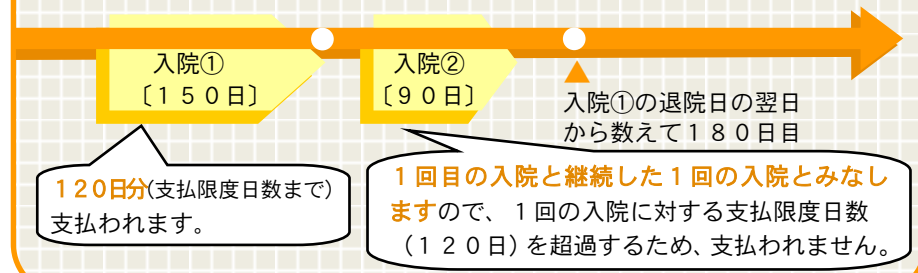 入院①
〔１５０日〕
入院②
〔９０日〕
入院①の退院日の翌日
から数えて１８０日目
１２０日分(支払限度日数まで)
支払われます。
１回目の入院と継続した１回の入院とみなし
ますので、１回の入院に対する支払限度日数
（１２０日）を超過するため、支払われません。